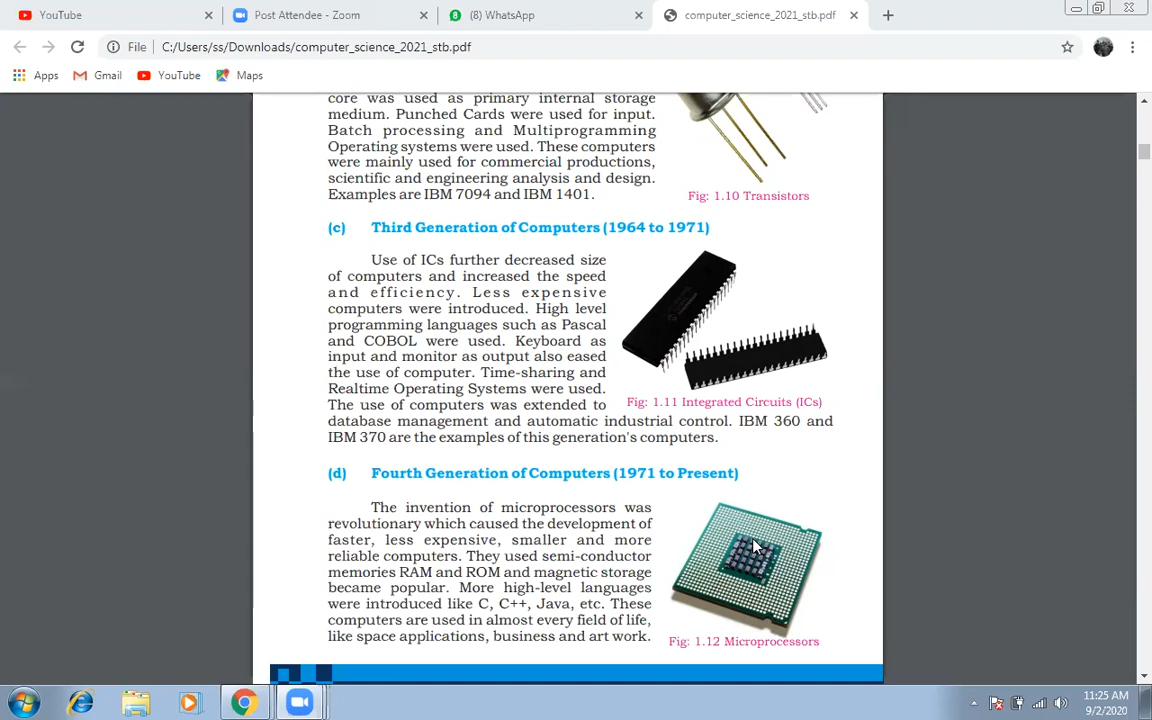 YouTube
Post Attendee - Zoom
(8) WhatsApp
computer_science_2021_stb.pdf
File
C:/Users/ss/Downloads/computer_science_2021_stb.pdf
Apps
Gmail
YouTube
Maps
core was used as primary internal storage
medium. Punched Cards were used for input.
Batch processing and Multiprogramming
Operating systems were used. These computers
were mainly used for commercial productions,
scientific and engineering analysis and design.
Examples are IBM 7094 and IBM 1401.
Fig: 1.10 Transistors
(c) Third Generation of Computers (1964 to 1971)
Use of ICs further decreased size
of computers and increased the speed
and efficiency. Less expensive
computers were introduced. High level
programming languages such as Pascal
and COBOL were used. Keyboard as
input and monitor as output also eased
the use of computer. Time-sharing and
Realtime Operating Systems were used.
The use of computers was extended to
Fig: 1.11 Integrated Circuits (ICs)
database management and automatic industrial control. IBM 360 and
IBM 370 are the examples of this generation's computers.
(d) Fourth Generation of Computers (1971 to Present)
The invention of microprocessors was
revolutionary which caused the development of
faster, less expensive, smaller and more
reliable computers. They used semi-conductor
memories RAM and ROM and magnetic storage
became popular. More high-level languages
were introduced like C, C++, Java, etc. These
computers are used in almost every field of life,
like space applications, business and art work.
Fig: 1.12 Microprocessors
11:25 AM
9/2/2020